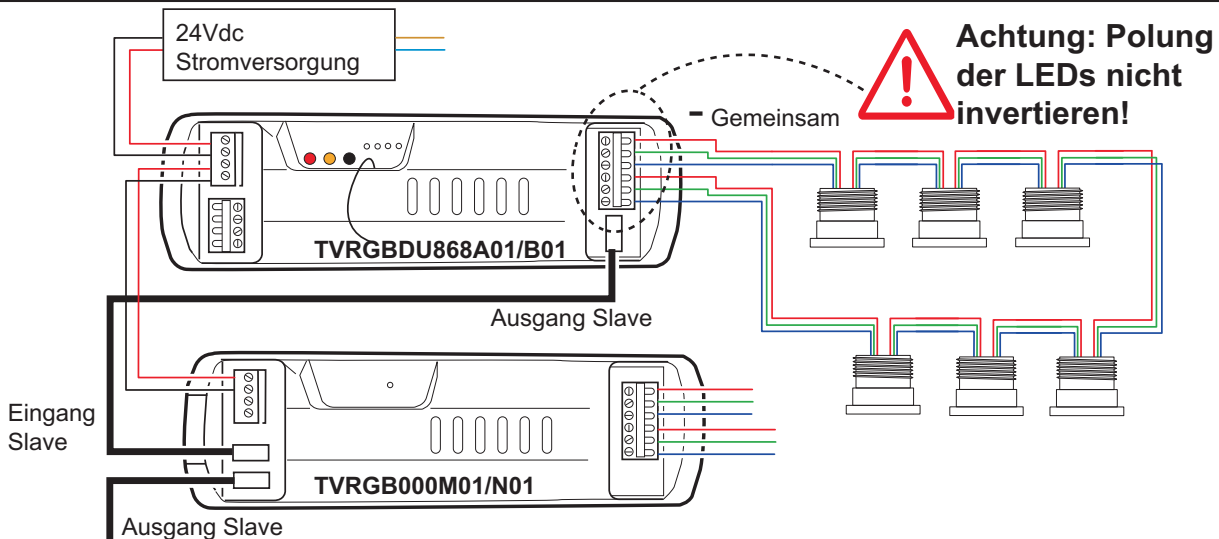 24Vdc
Stromversorgung
Achtung: Polung
der LEDs nicht
invertieren!
- Gemeinsam
TVRGBDU868A01/B01
Ausgang Slave
Eingang
Slave
TVRGB000M01/N01
Ausgang Slave